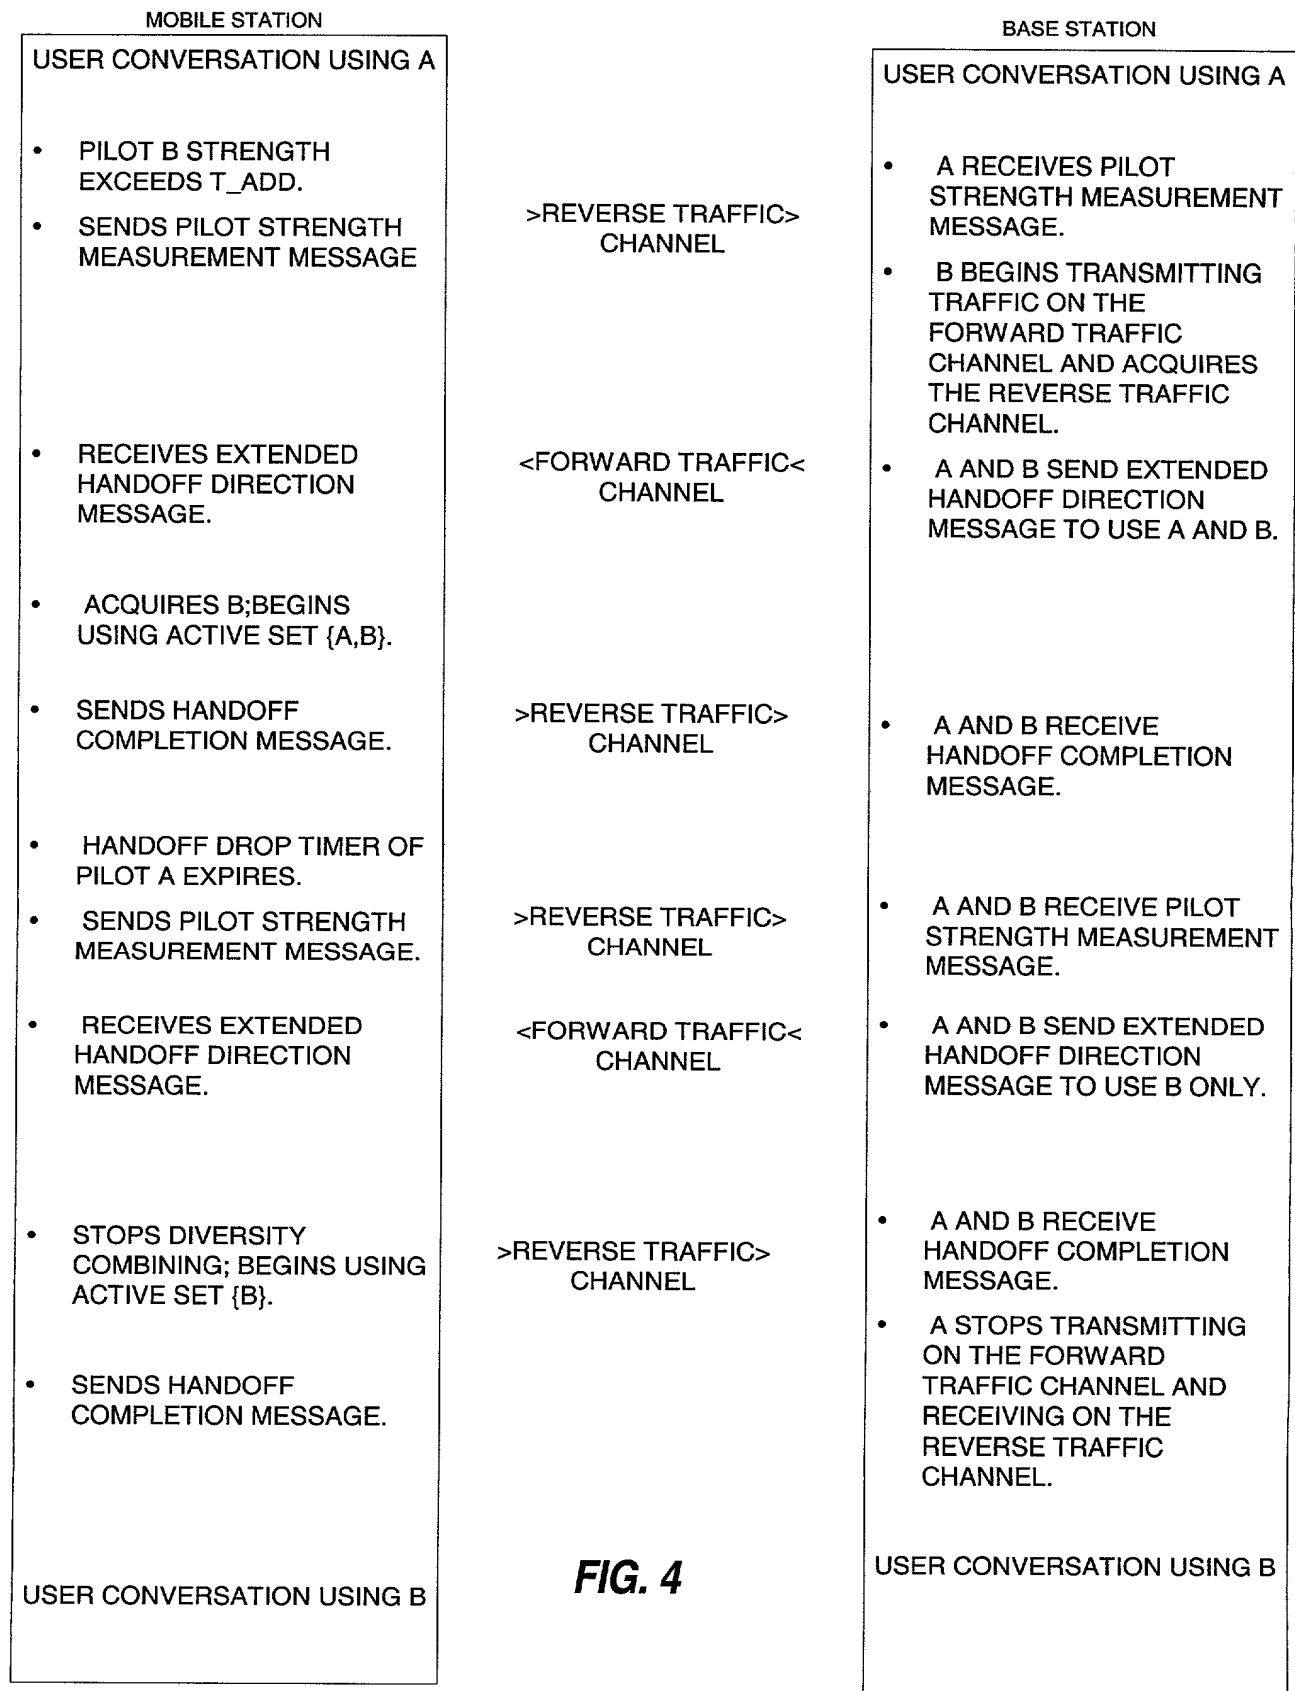 MOBILE STATION
USER CONVERSATION USING A
• PILOT B STRENGTH
EXCEEDS T_ADD.
• SENDS PILOT STRENGTH
MEASUREMENT MESSAGE
• RECEIVES EXTENDED
HANDOFF DIRECTION
MESSAGE.
• ACQUIRES B;BEGINS
USING ACTIVE SET {A,B}.
• SENDS HANDOFF
COMPLETION MESSAGE.
• HANDOFF DROP TIMER OF
PILOT A EXPIRES.
• SENDS PILOT STRENGTH
MEASUREMENT MESSAGE.
• RECEIVES EXTENDED
HANDOFF DIRECTION
MESSAGE.
• STOPS DIVERSITY
COMBINING; BEGINS USING
ACTIVE SET {B}.
• SENDS HANDOFF
COMPLETION MESSAGE.
USER CONVERSATION USING B
>REVERSE TRAFFIC>
CHANNEL
<FORWARD TRAFFIC<
CHANNEL
>REVERSE TRAFFIC>
CHANNEL
>REVERSE TRAFFIC>
CHANNEL
<FORWARD TRAFFIC<
CHANNEL
>REVERSE TRAFFIC>
CHANNEL
FIG. 4
BASE STATION
USER CONVERSATION USING A
• A RECEIVES PILOT
STRENGTH MEASUREMENT
MESSAGE.
• B BEGINS TRANSMITTING
TRAFFIC ON THE
FORWARD TRAFFIC
CHANNEL AND ACQUIRES
THE REVERSE TRAFFIC
CHANNEL.
• A AND B SEND EXTENDED
HANDOFF DIRECTION
MESSAGE TO USE A AND B.
• A AND B RECEIVE
HANDOFF COMPLETION
MESSAGE.
• A AND B RECEIVE PILOT
STRENGTH MEASUREMENT
MESSAGE.
• A AND B SEND EXTENDED
HANDOFF DIRECTION
MESSAGE TO USE B ONLY.
• A AND B RECEIVE
HANDOFF COMPLETION
MESSAGE.
• A STOPS TRANSMITTING
ON THE FORWARD
TRAFFIC CHANNEL AND
RECEIVING ON THE
REVERSE TRAFFIC
CHANNEL.
USER CONVERSATION USING B